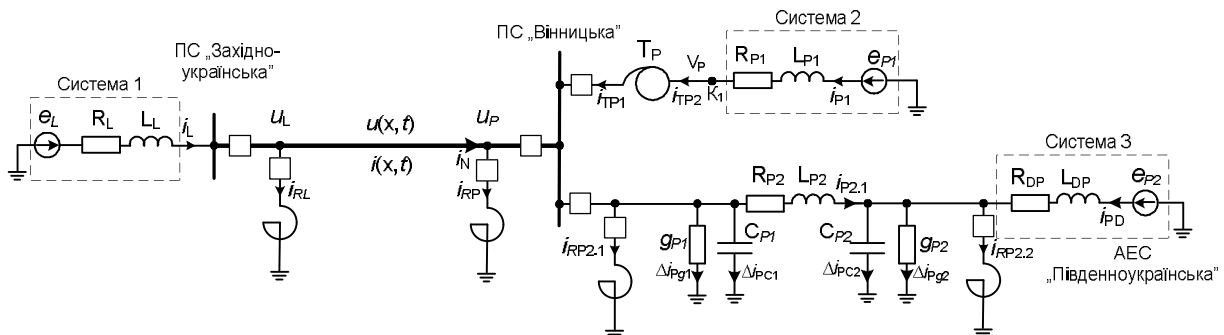 Система 1
ПС „Західно-
українська”
ПС „Вінницька”
Система 2
Система 3
АЕС
„Південноукраїнська”
e_L
R_L
L_L
i_L
u_L
i_RL
u(x,t)
i(x,t)
u_P
i_N
i_RP
T_P
i_TP1
V_P
i_TP2
К_1
R_P1
L_P1
i_P1
e_P1
i_RP2.1
g_P1
Δi_Pg1
C_P1
Δi_PC1
R_P2
L_P2
i_P2.1
C_P2
Δi_PC2
g_P2
Δi_Pg2
i_RP2.2
R_DP
L_DP
i_PD
e_P2